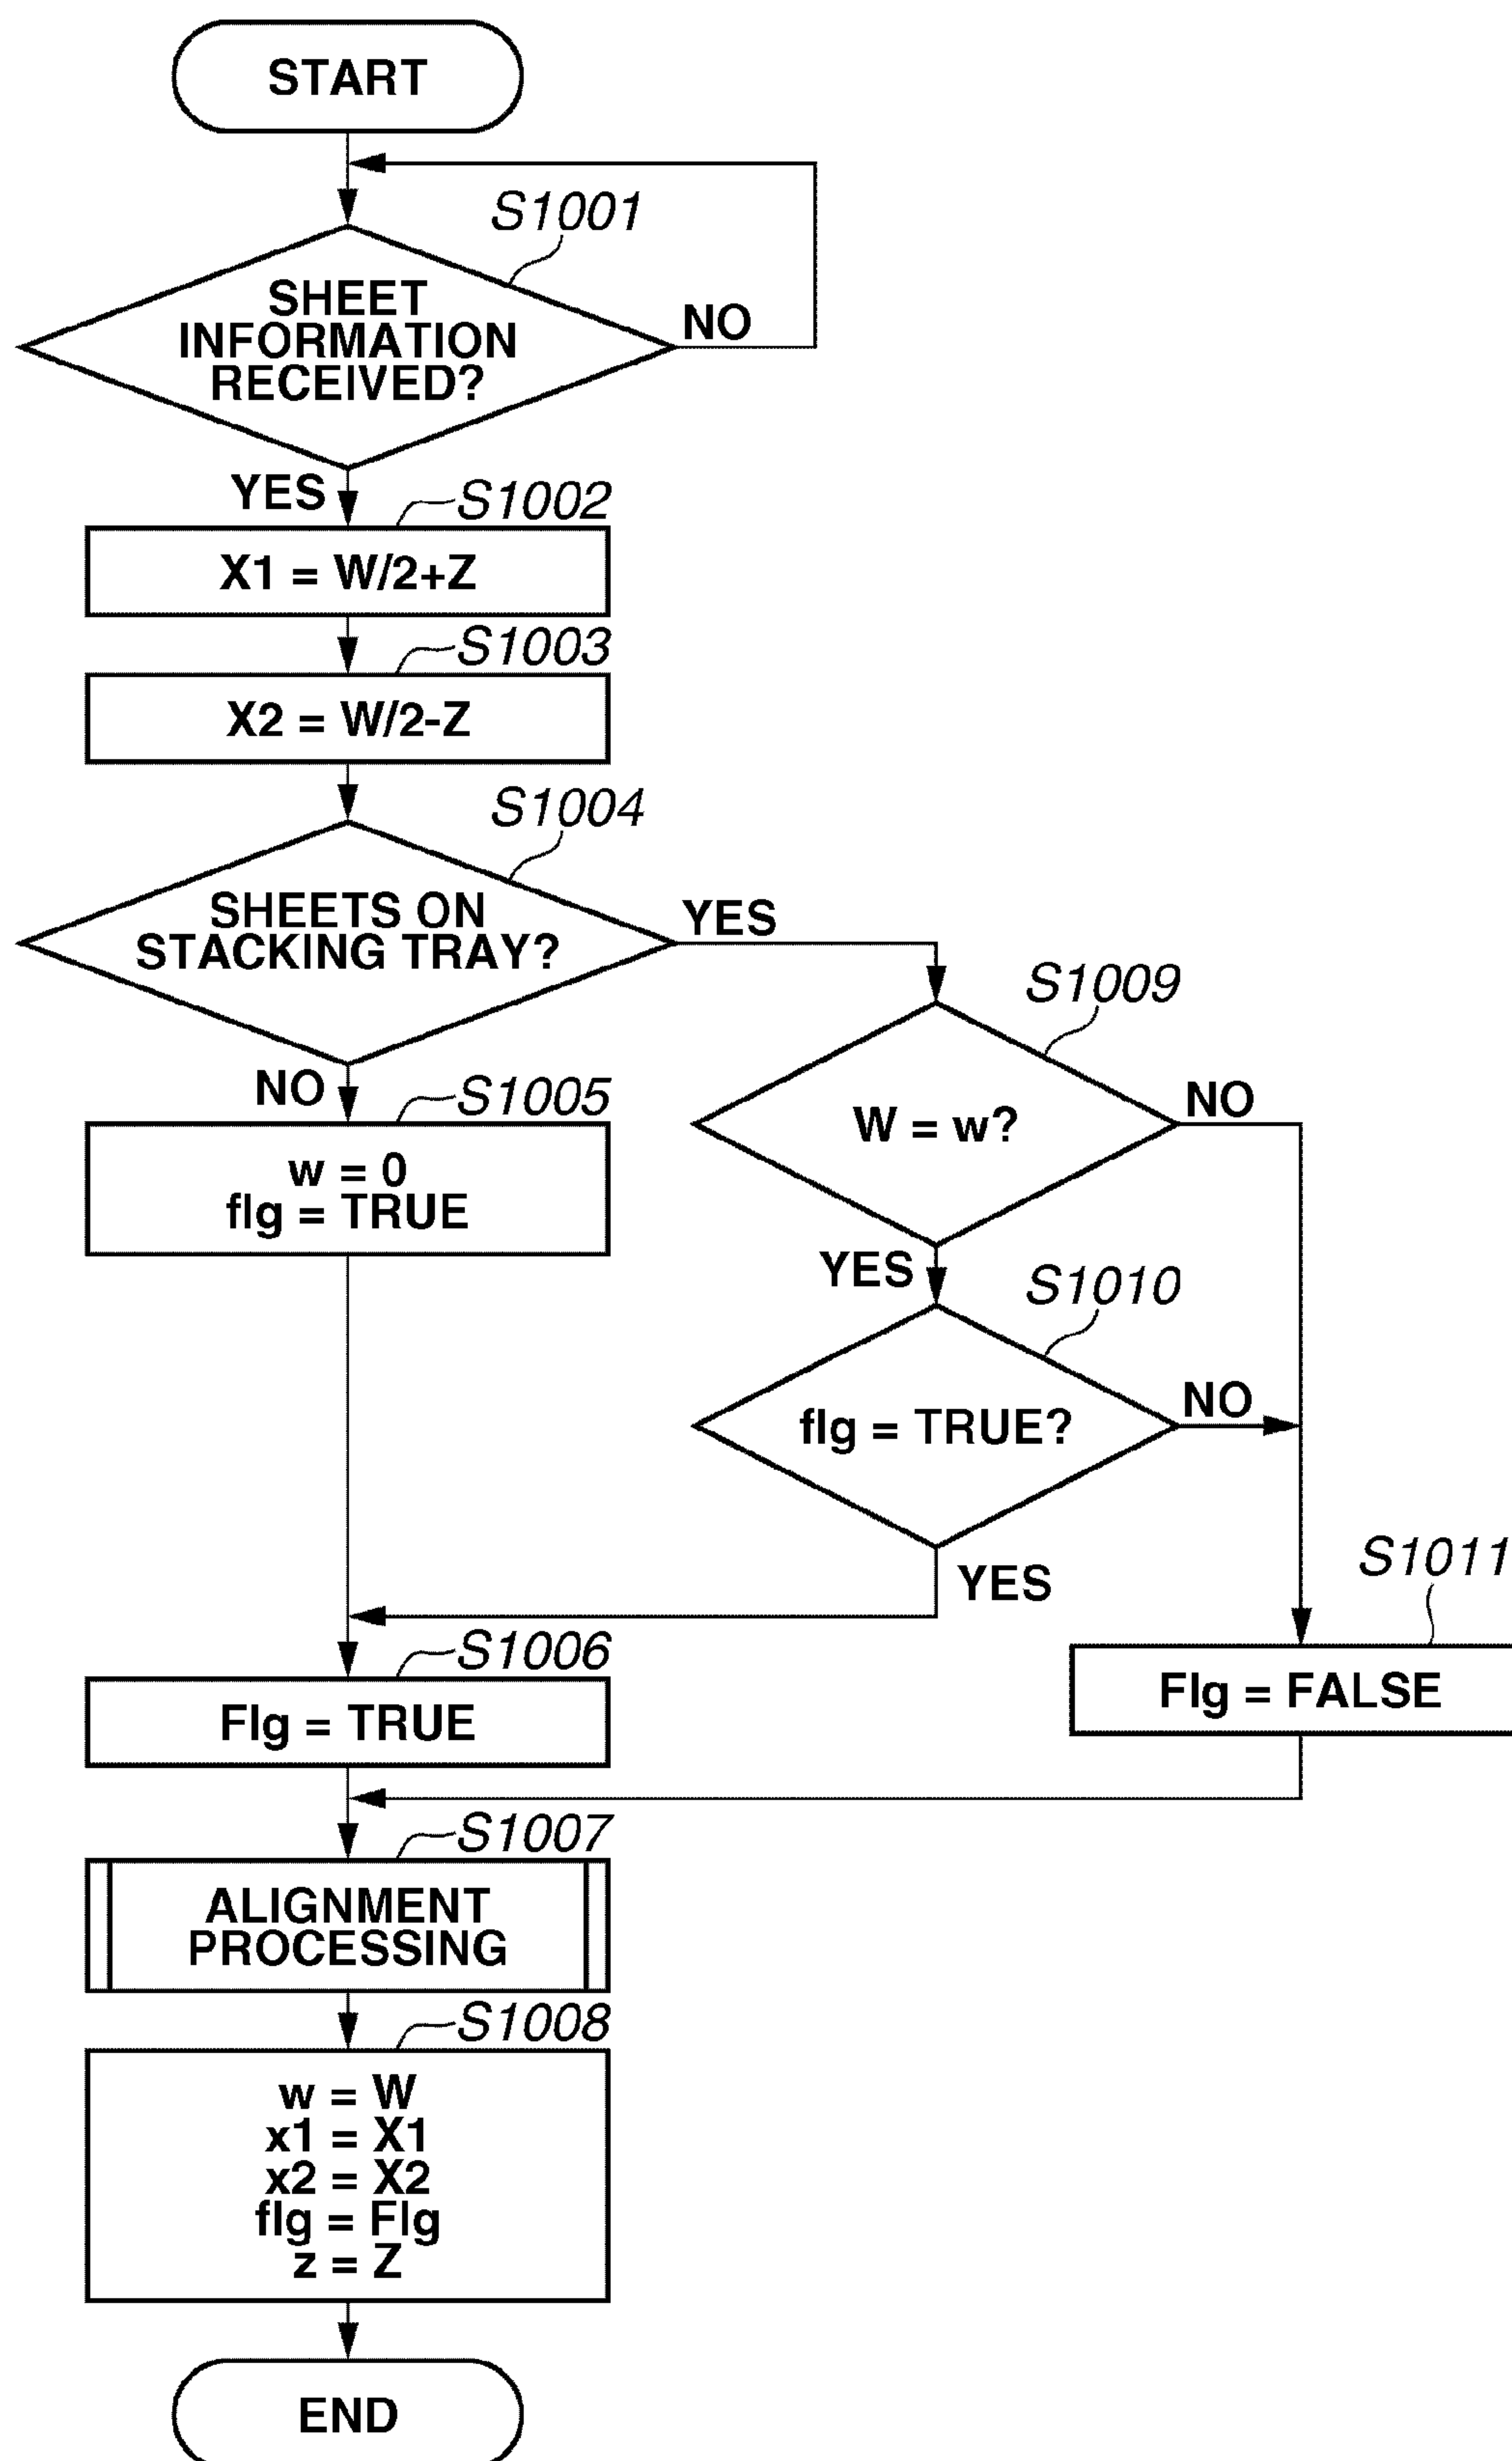 START
S1001
SHEET
INFORMATION
RECEIVED?
NO
YES
S1002
X1 = W/2+Z
S1003
X2 = W/2-Z
S1004
SHEETS ON
STACKING TRAY?
YES
NO
S1005
w = 0
flg = TRUE
S1009
W = w?
NO
YES
S1010
flg = TRUE?
NO
YES
S1011
Flg = FALSE
S1006
Flg = TRUE
S1007
ALIGNMENT
PROCESSING
S1008
w = W
x1 = X1
x2 = X2
flg = Flg
z = Z
END